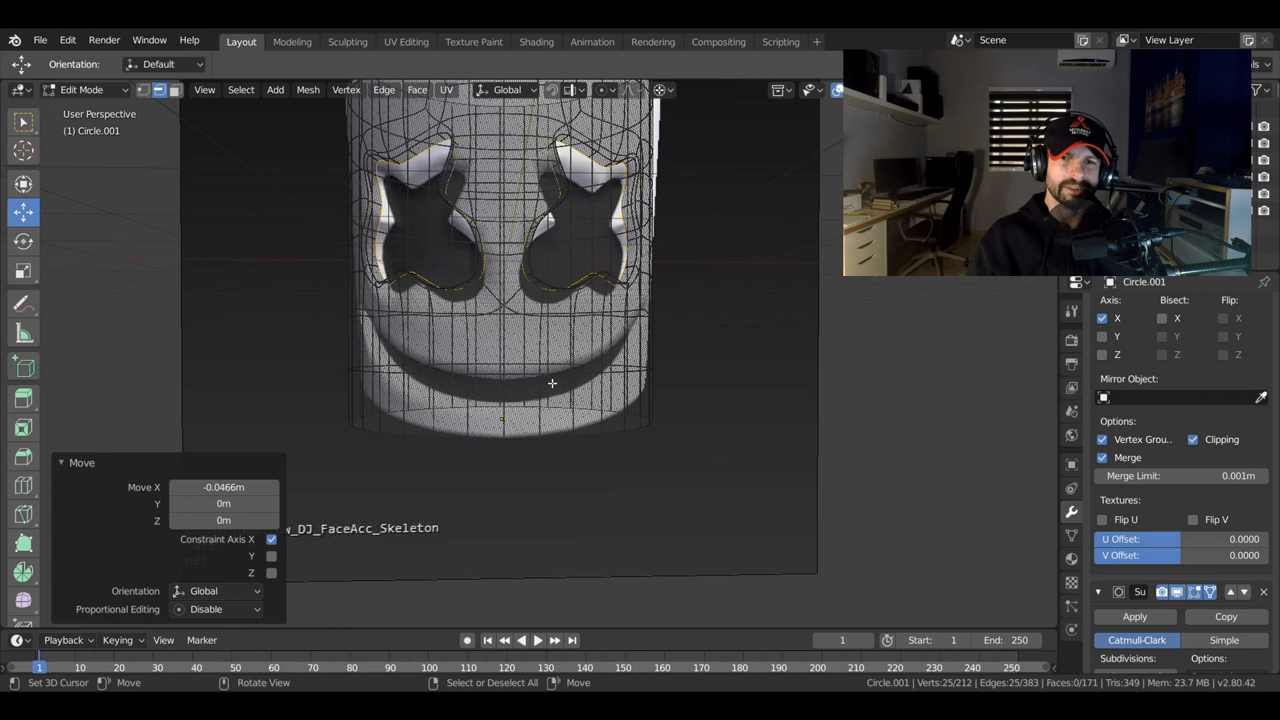 File Edit Render Window Help Layout Modeling Sculpting UV Editing Texture Paint Shading Animation Rendering Compositing Scripting + Scene View Layer
Orientation: Default
Edit Mode View Select Add Mesh Vertex Edge Face UV Global
User Perspective
(1) Circle.001
Circle.001
Axis: Bisect: Flip:
X X X
Y Y Y
Z Z Z
Mirror Object:
Options:
Vertex Grou.. Clipping
Merge
Merge Limit: 0.001m
Textures:
Flip U Flip V
U Offset: 0.0000
V Offset: 0.0000
Su
Apply Copy
Catmull-Clark Simple
Subdivisions: Options:
Move
Move X -0.0466m
Y 0m
Z 0m
Constraint Axis X
Y
Z
Orientation Global
Proportional Editing Disable
w_DJ_FaceAcc_Skeleton
Playback Keying View Marker 1 Start: 1 End: 250
1 10 20 30 40 50 60 70 80 90 100 110 120 130 140 150 160 170 180 190 200 210 220 230 240 250
Set 3D Cursor Move Rotate View Select or Deselect All Move Circle.001 | Verts:25/212 | Edges:25/383 | Faces:0/171 | Tris:349 | Mem: 23.7 MB | v2.80.42